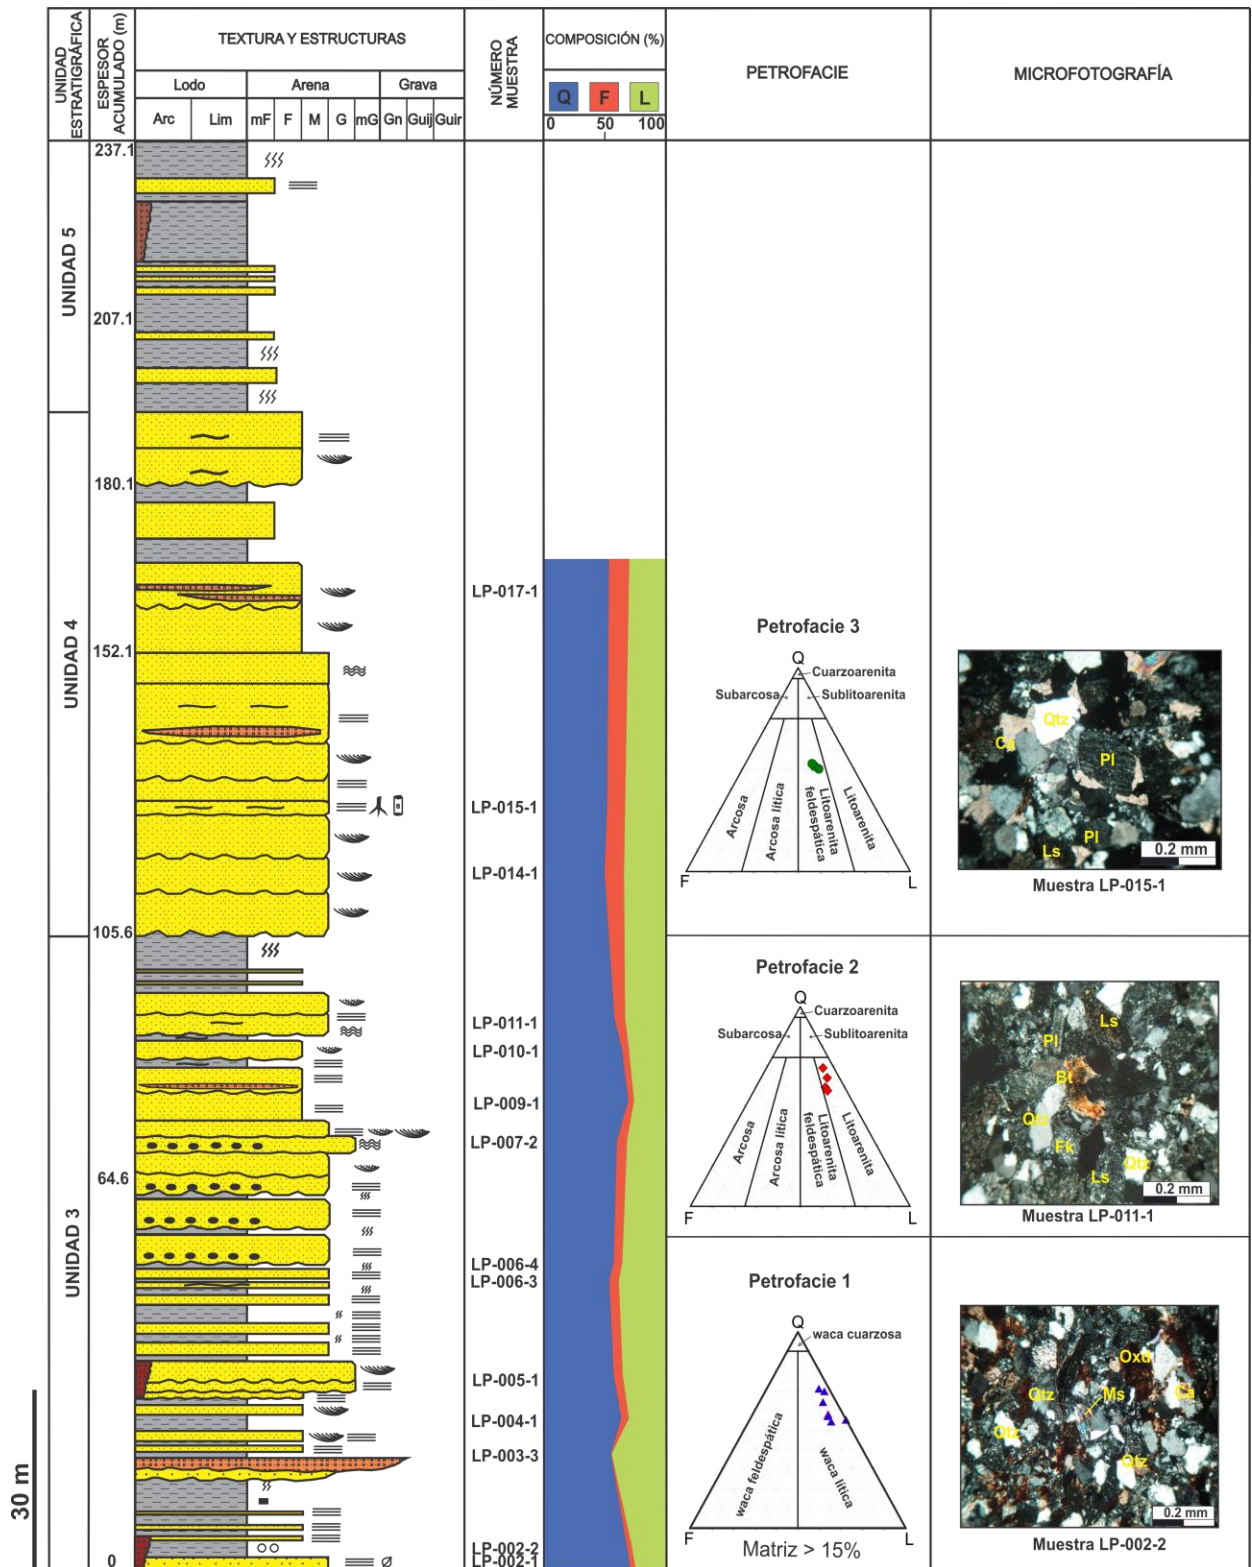 UNIDAD ESTRATIGRÁFICA
ESPESOR ACUMULADO (m)
TEXTURA Y ESTRUCTURAS
Lodo
Arena
Grava
Arc
Lim
mF
F
M
G
mG
Gn
Guij
Guir
NÚMERO MUESTRA
COMPOSICIÓN (%)
Q
F
L
0
50
100
PETROFACIE
MICROFOTOGRAFÍA
UNIDAD 5
UNIDAD 4
UNIDAD 3
237.1
207.1
180.1
152.1
105.6
64.6
0
30 m
LP-017-1
LP-015-1
LP-014-1
LP-011-1
LP-010-1
LP-009-1
LP-007-2
LP-006-4
LP-006-3
LP-005-1
LP-004-1
LP-003-3
LP-002-2
LP-002-1
Petrofacie 3
Q
Cuarzoarenita
Subarcosa
Sublitoarenita
Arcosa
Arcosa lítica
Litoarenita feldespática
Litoarenita
F
L
Qtz
Ca
Pl
Pl
Ls
0.2 mm
Muestra LP-015-1
Petrofacie 2
Q
Cuarzoarenita
Subarcosa
Sublitoarenita
Arcosa
Arcosa lítica
Litoarenita feldespática
Litoarenita
F
L
Ls
Pl
Bt
Qtz
Fk
Qtz
Ls
0.2 mm
Muestra LP-011-1
Petrofacie 1
Q
waca cuarzosa
waca feldespática
waca lítica
F
L
Matriz > 15%
Oxd
Qtz
Ms
Ca
Qtz
Qtz
0.2 mm
Muestra LP-002-2